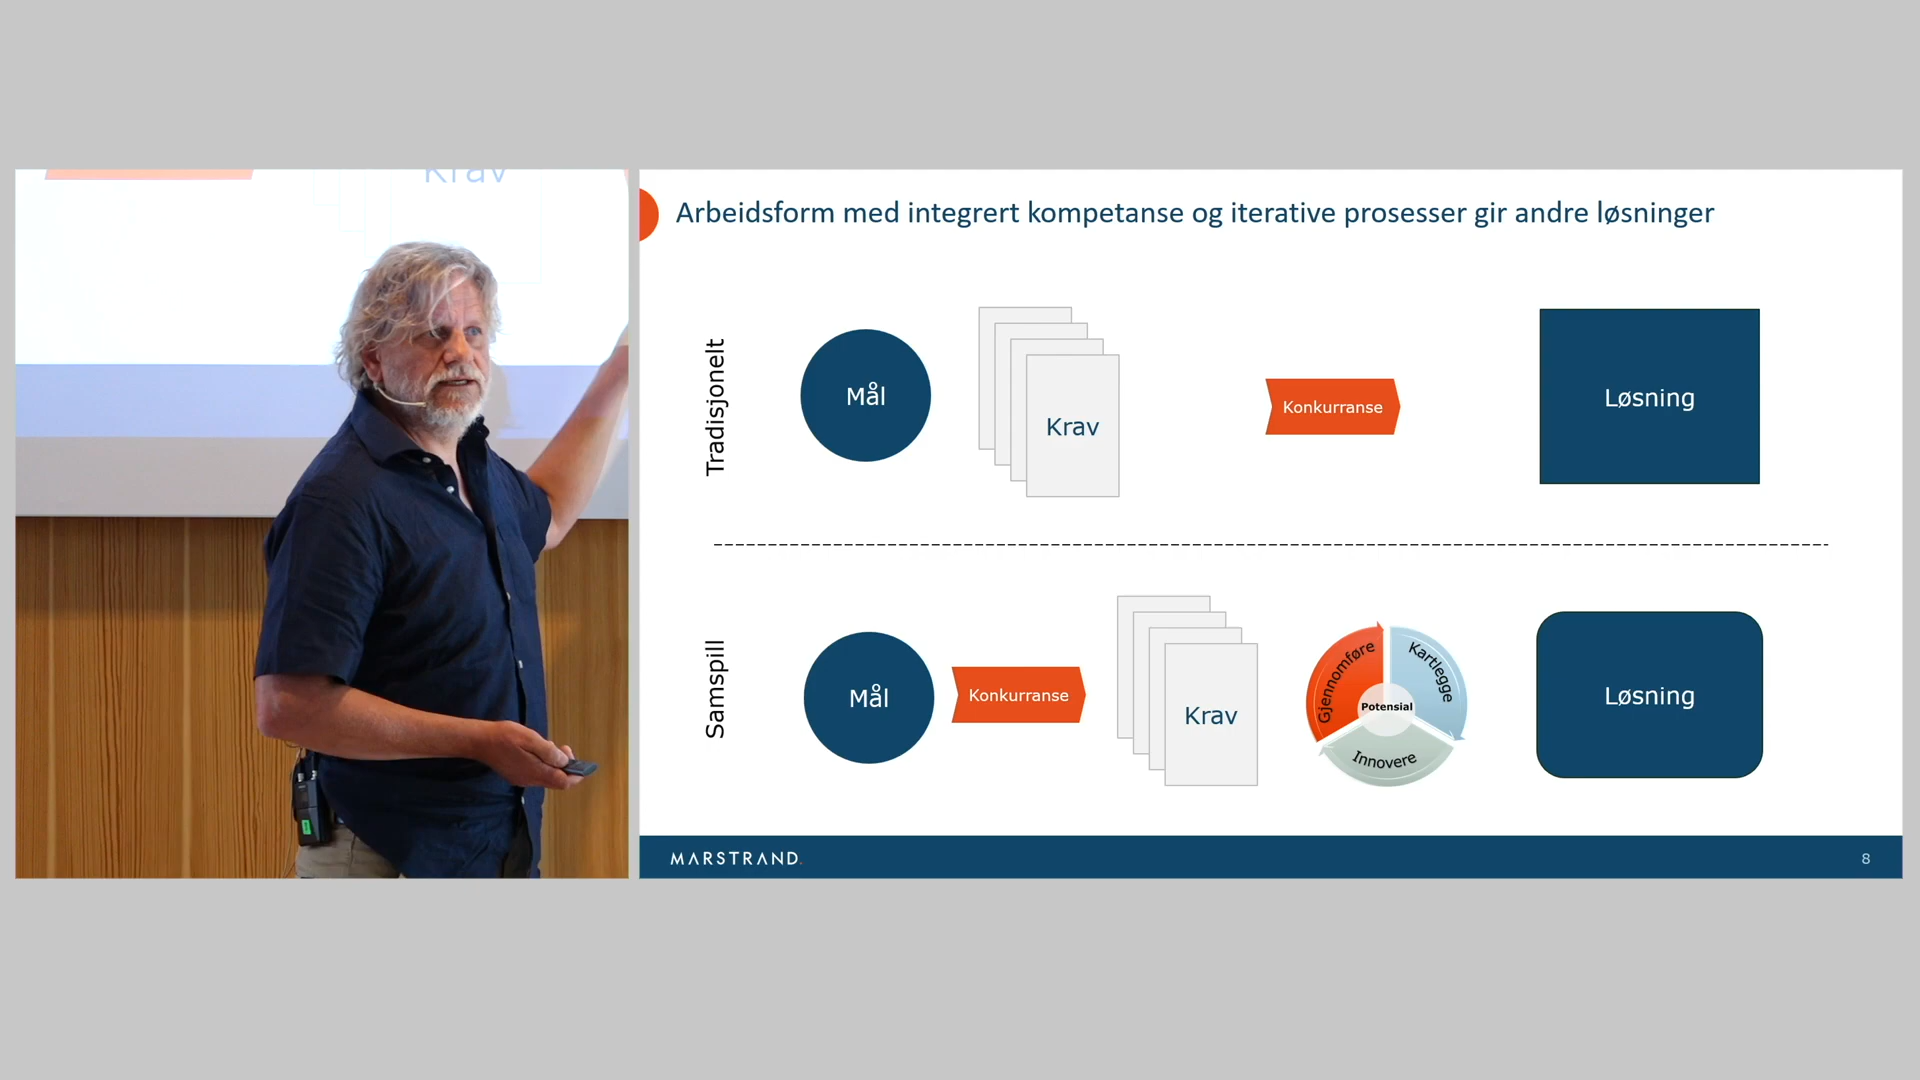 Krav
Arbeidsform med integrert kompetanse og iterative prosesser gir andre løsninger
Tradisjonelt
Mål
Krav
Konkurranse
Løsning
Samspill
Mål
Konkurranse
Krav
Gjennomføre
Kartlegge
Potensial
Innovere
Løsning
MARSTRAND.
8